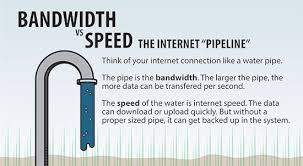 BANDWIDTH
VS
SPEED THE INTERNET "PIPELINE"
Think of your internet connection like a water pipe.
The pipe is the bandwidth. The larger the pipe, the
more data can be transfered per second.
The speed of the water is internet speed. The data
can download or upload quickly. But without a
proper sized pipe, it can get backed up in the system.